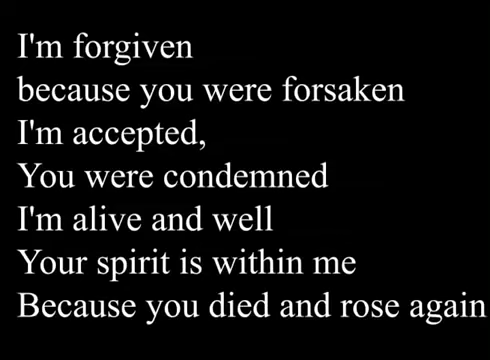 I'm forgiven
because you were forsaken
I'm accepted,
You were condemned
I'm alive and well
Your spirit is within me
Because you died and rose again